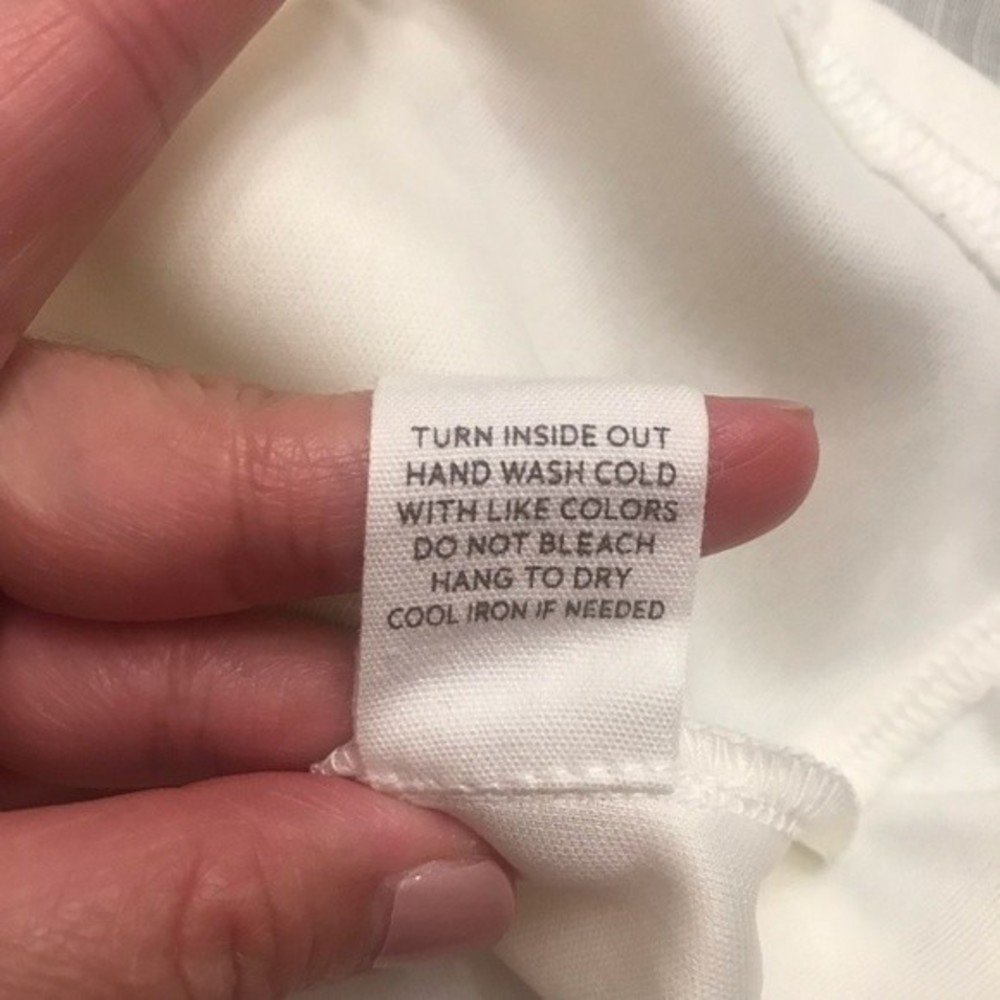 TURN INSIDE OUT
HAND WASH COLD
WITH LIKE COLORS
DO NOT BLEACH
HANG TO DRY
COOL IRON IF NEEDED